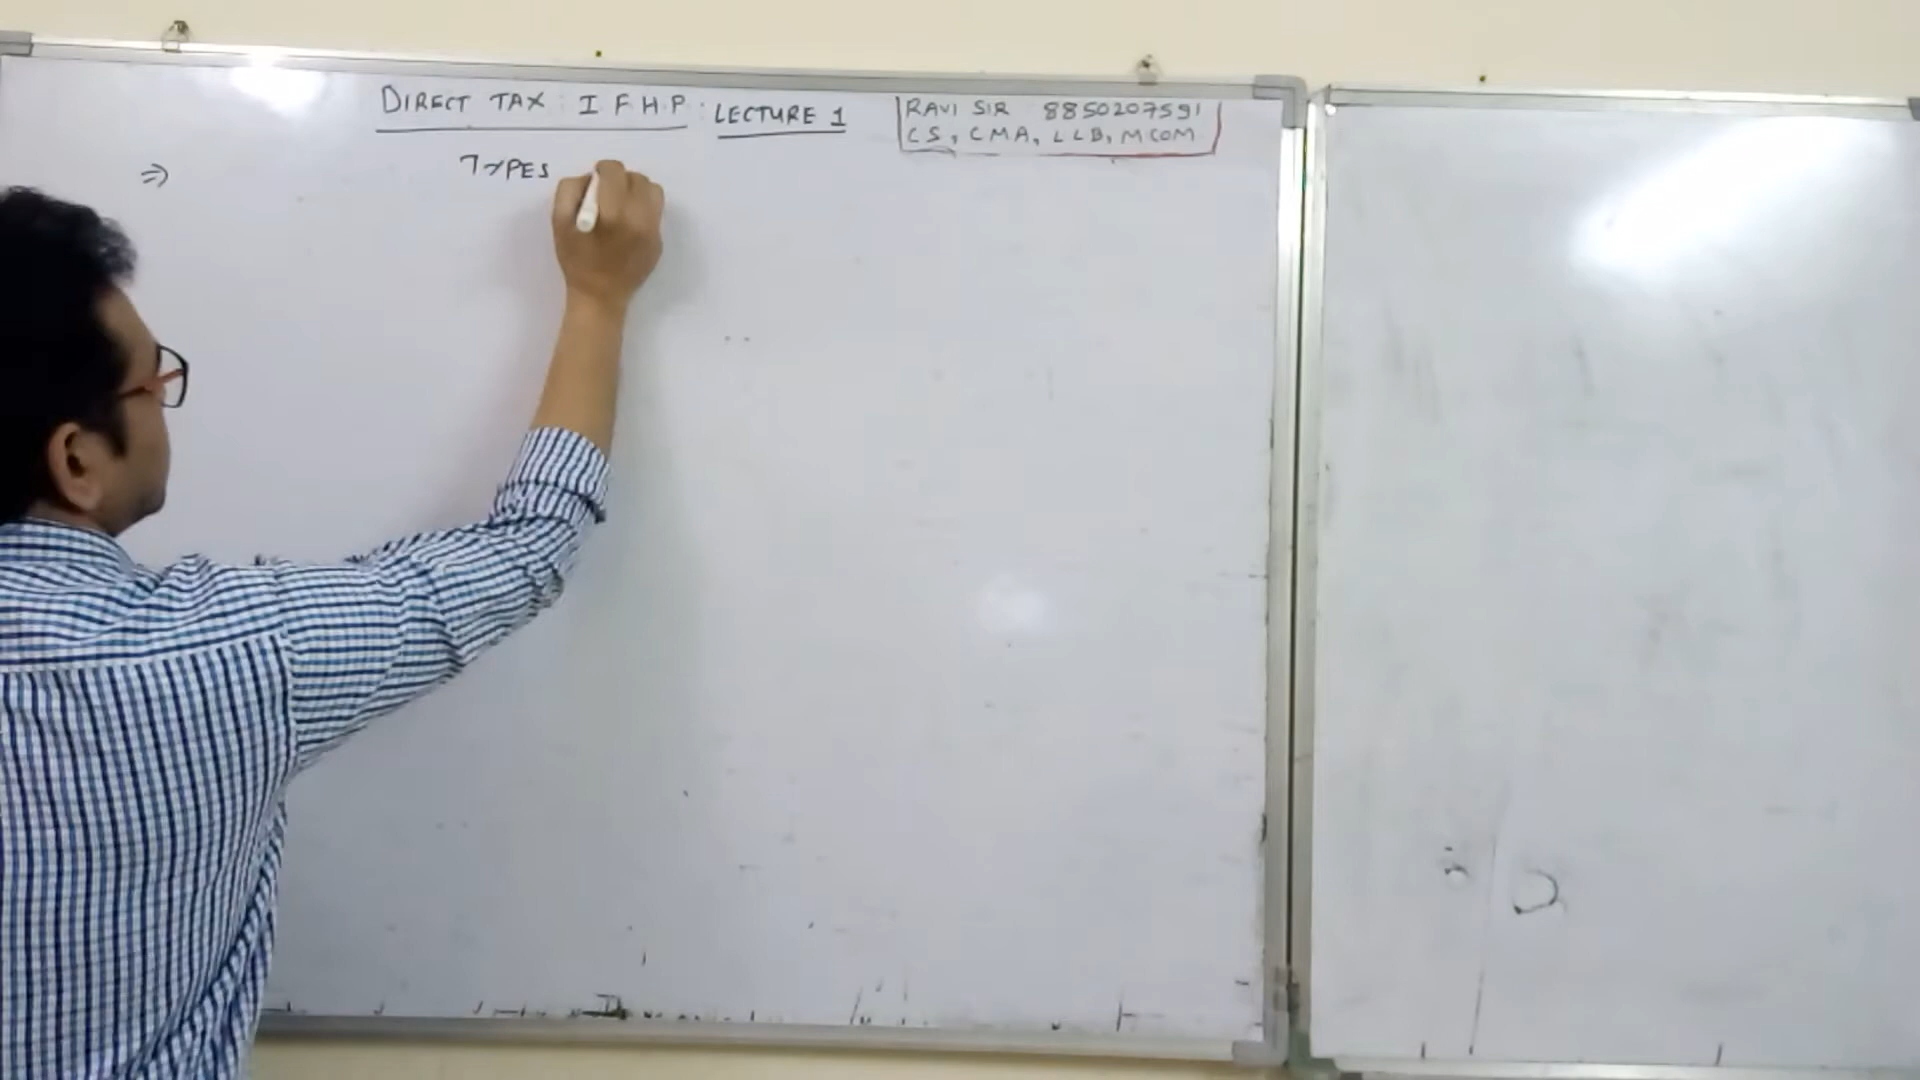 DIRECT TAX : I F H P : LECTURE 1
RAVI SIR 8850207591
CS, CMA, LLB, MCOM
⇒ TYPES